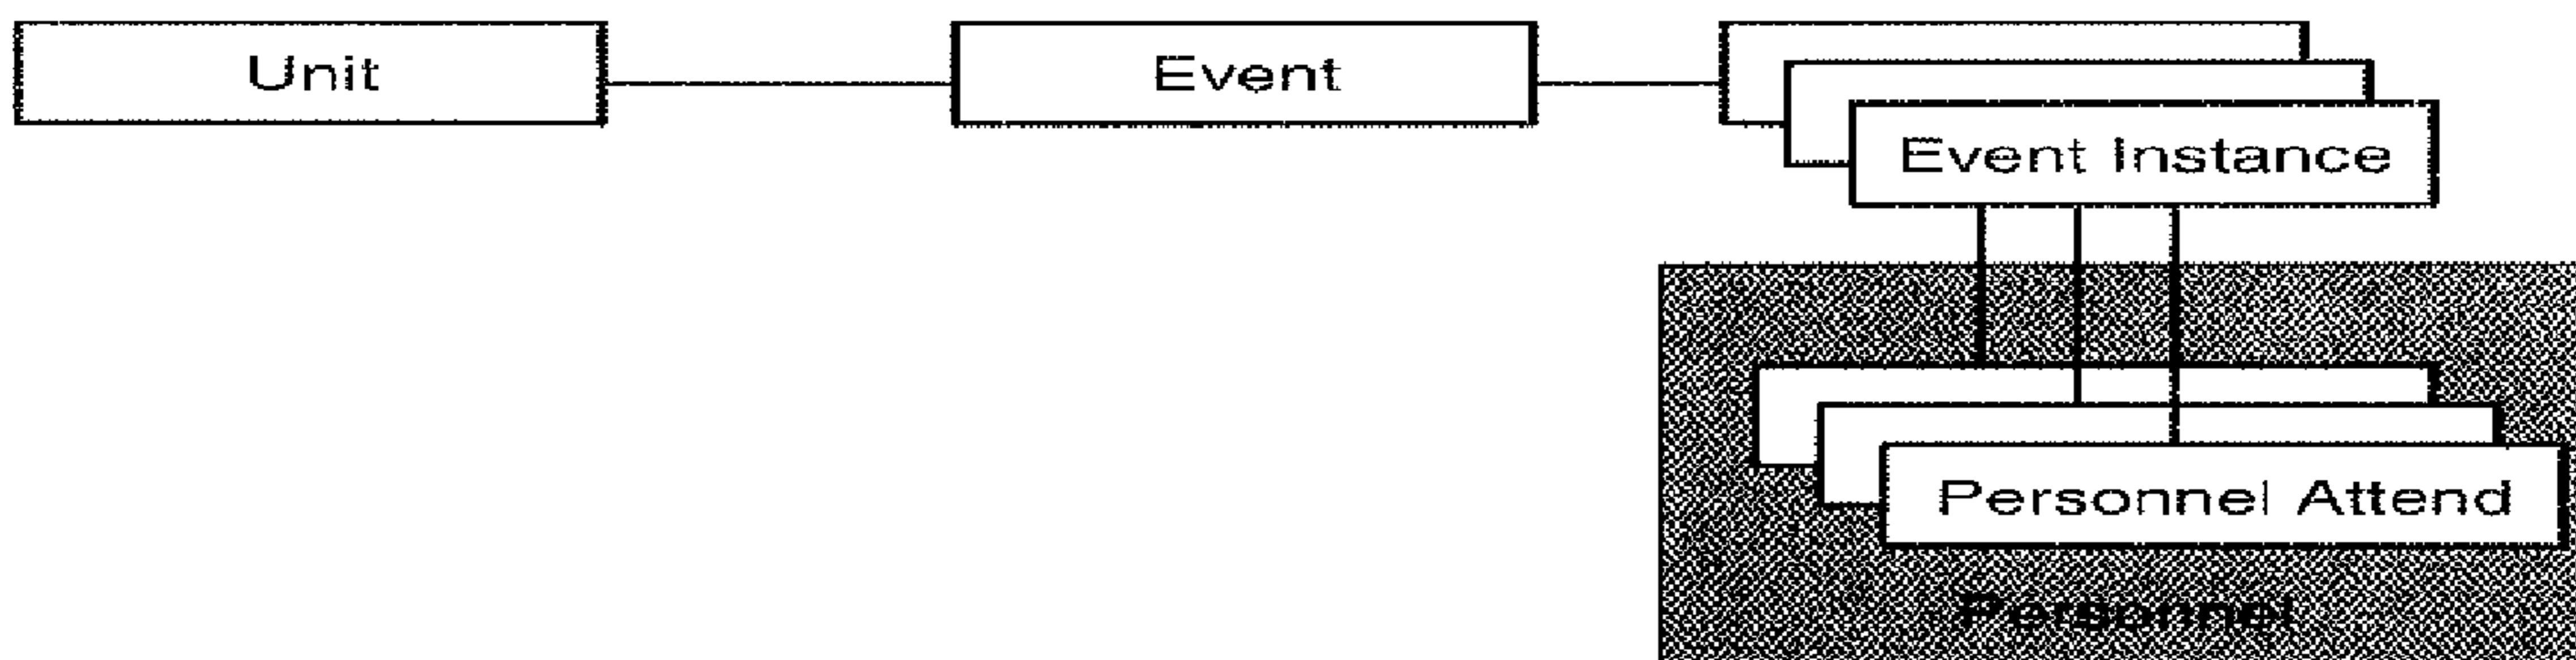 Unit
Event
Event Instance
Personnel Attend
Personnel